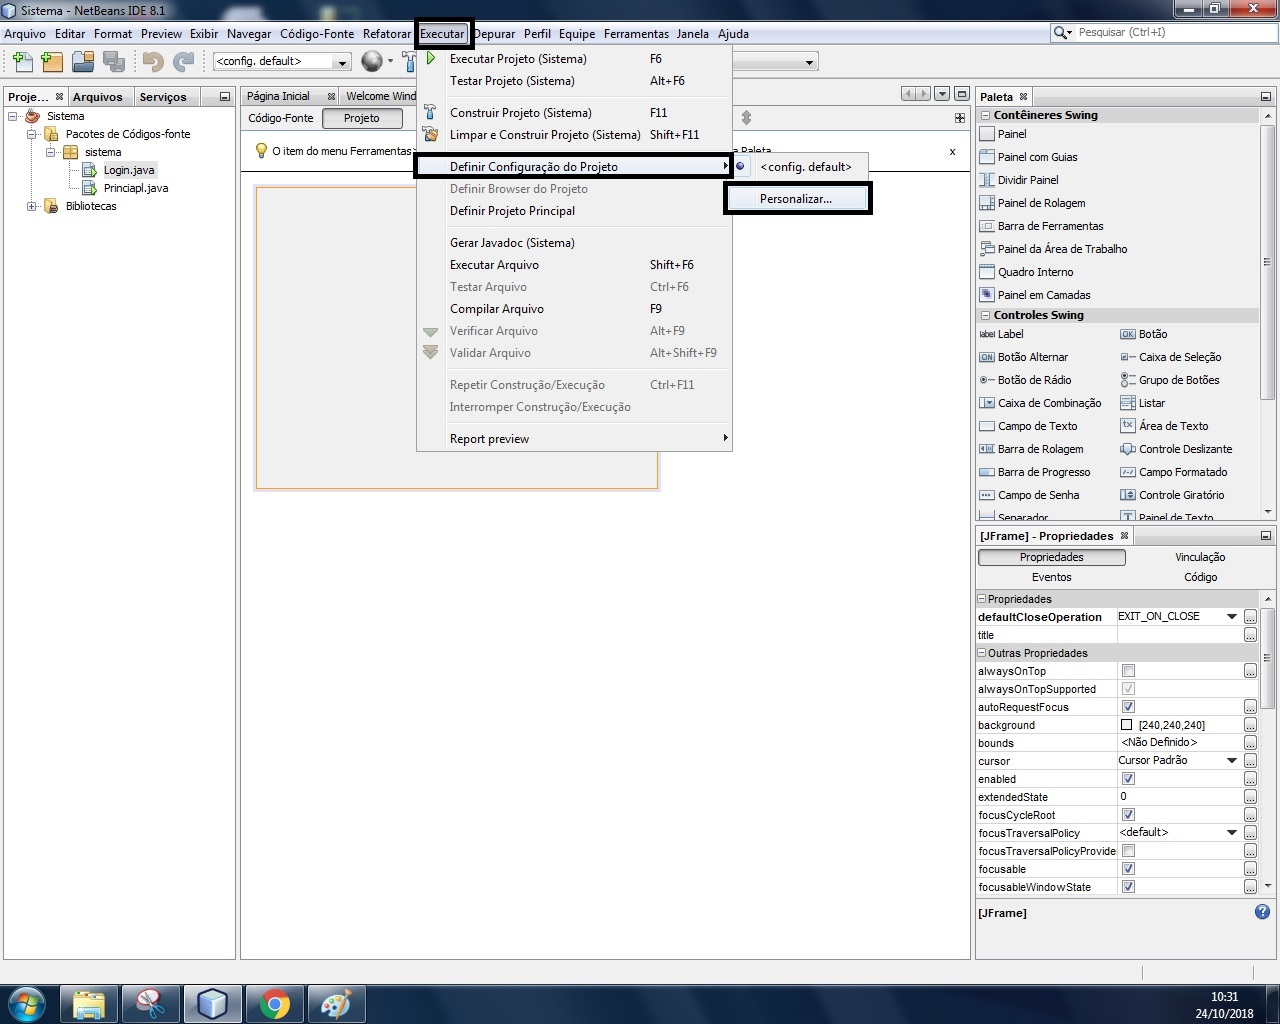 Sistema - NetBeans IDE 8.1
Arquivo Editar Format Preview Exibir Navegar Código-Fonte Refatorar Executar Depurar Perfil Equipe Ferramentas Janela Ajuda
Pesquisar (Ctrl+I)
<config. default>
Proje... Arquivos Serviços
Sistema
Pacotes de Códigos-fonte
sistema
Login.java
Princiapl.java
Bibliotecas
Página Inicial Welcome Wind
Código-Fonte Projeto
O item do menu Ferramentas>
a Paleta
x
Executar Projeto (Sistema) F6
Testar Projeto (Sistema) Alt+F6
Construir Projeto (Sistema) F11
Limpar e Construir Projeto (Sistema) Shift+F11
Definir Configuração do Projeto
Definir Browser do Projeto
Definir Projeto Principal
Gerar Javadoc (Sistema)
Executar Arquivo Shift+F6
Testar Arquivo Ctrl+F6
Compilar Arquivo F9
Verificar Arquivo Alt+F9
Validar Arquivo Alt+Shift+F9
Repetir Construção/Execução Ctrl+F11
Interromper Construção/Execução
Report preview
<config. default>
Personalizar...
Paleta
Contêineres Swing
Painel
Painel com Guias
Dividir Painel
Painel de Rolagem
Barra de Ferramentas
Painel da Área de Trabalho
Quadro Interno
Painel em Camadas
Controles Swing
label Label OK Botão
ON Botão Alternar Caixa de Seleção
Botão de Rádio Grupo de Botões
Caixa de Combinação Listar
Campo de Texto Área de Texto
Barra de Rolagem Controle Deslizante
Barra de Progresso Campo Formatado
Campo de Senha Controle Giratório
Separador Painel de Texto
[JFrame] - Propriedades
Propriedades Vinculação
Eventos Código
Propriedades
defaultCloseOperation EXIT_ON_CLOSE
title
Outras Propriedades
alwaysOnTop
alwaysOnTopSupported
autoRequestFocus
background [240,240,240]
bounds <Não Definido>
cursor Cursor Padrão
enabled
extendedState 0
focusCycleRoot
focusTraversalPolicy <default>
focusTraversalPolicyProvide
focusable
focusableWindowState
[JFrame]
10:31
24/10/2018